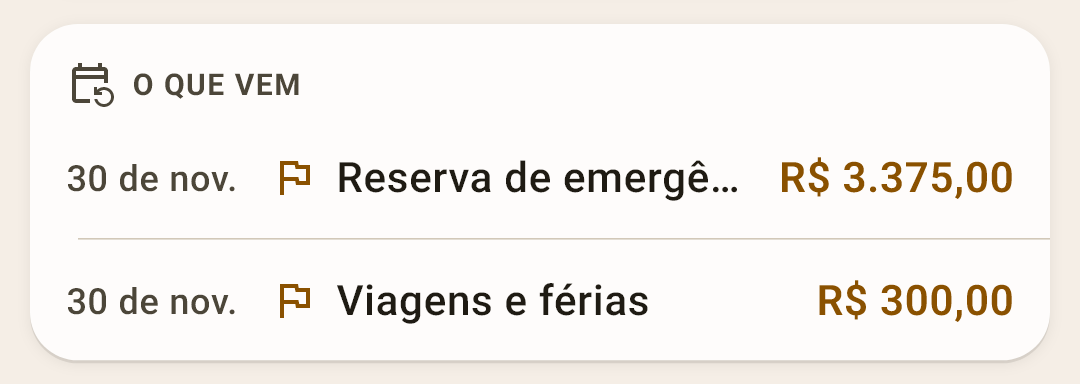 O QUE VEM
30 de nov. Reserva de emergê... R$ 3.375,00
30 de nov. Viagens e férias R$ 300,00